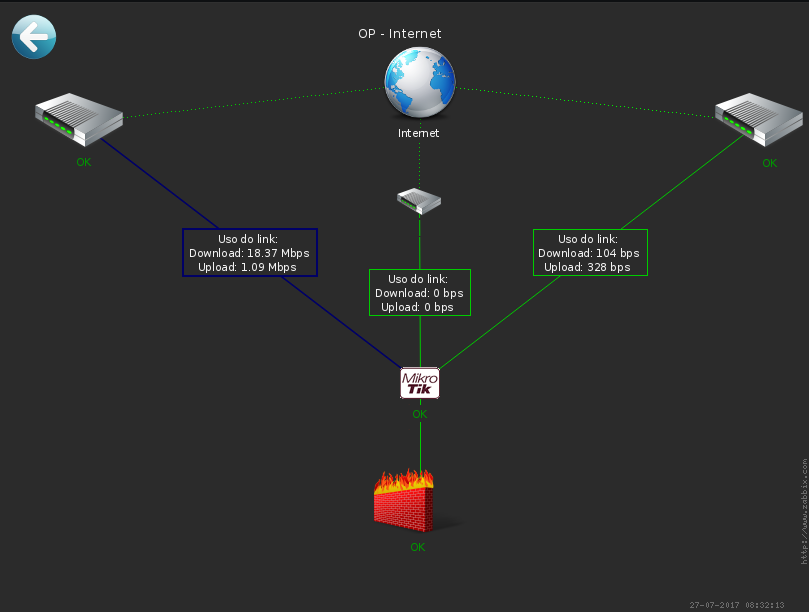 OP - Internet
Internet
OK
OK
Uso do link:
Download: 18.37 Mbps
Upload: 1.09 Mbps
Uso do link:
Download: 104 bps
Upload: 328 bps
Uso do link:
Download: 0 bps
Upload: 0 bps
Mikro
Tik
OK
OK
http://www.zabbix.com
27-07-2017 08:32:13